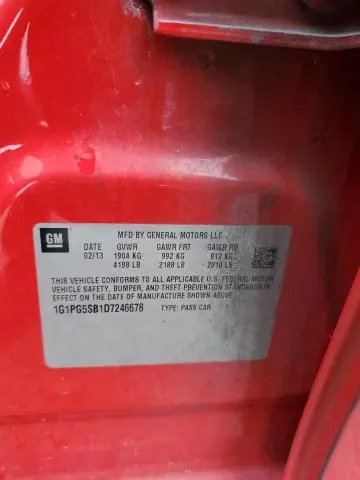 GM
MFD BY GENERAL MOTORS LLC
DATE GVWR GAWR FRT GAWR RR
02/13 1904 KG 992 KG 912 KG
4198 LB 2188 LB 2010 LB
THIS VEHICLE CONFORMS TO ALL APPLICABLE U.S. FEDERAL MOTOR
VEHICLE SAFETY, BUMPER, AND THEFT PREVENTION STANDARDS IN
EFFECT ON THE DATE OF MANUFACTURE SHOWN ABOVE.
1G1PG5SB1D7246678 TYPE: PASS CAR